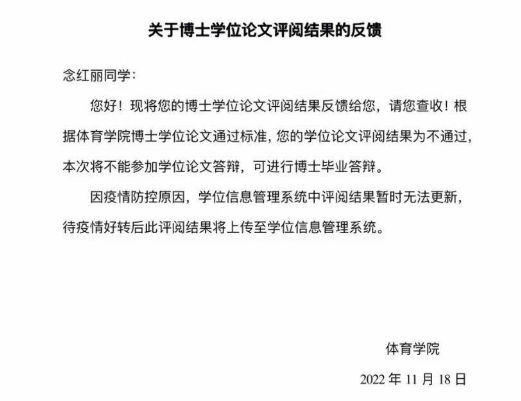 关于博士学位论文评阅结果的反馈
念红丽同学：
您好！现将您的博士学位论文评阅结果反馈给您，请您查收！根
据体育学院博士学位论文通过标准，您的学位论文评阅结果为不通过，
本次将不能参加学位论文答辩，可进行博士毕业答辩。
因疫情防控原因，学位信息管理系统中评阅结果暂时无法更新，
待疫情好转后此评阅结果将上传至学位信息管理系统。
体育学院
2022 年 11 月 18 日